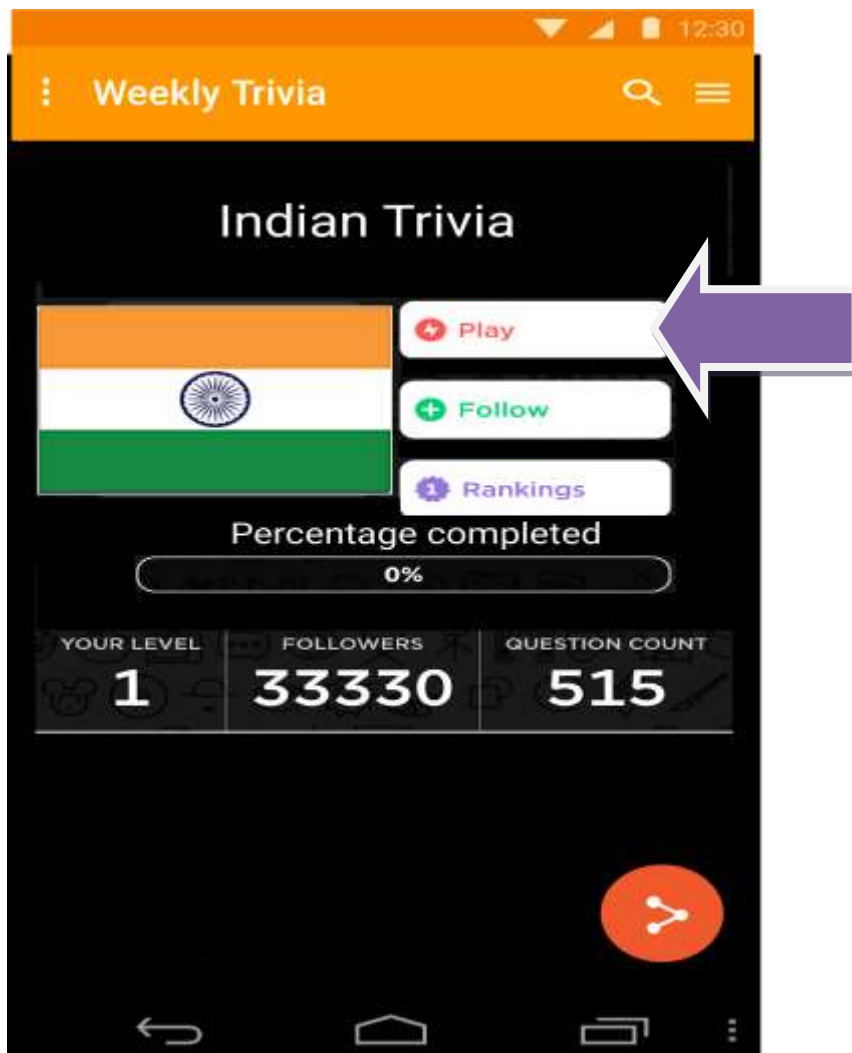 12:30
Weekly Trivia
Indian Trivia
Play
Follow
1 Rankings
Percentage completed
0%
YOUR LEVEL FOLLOWERS QUESTION COUNT
1 33330 515